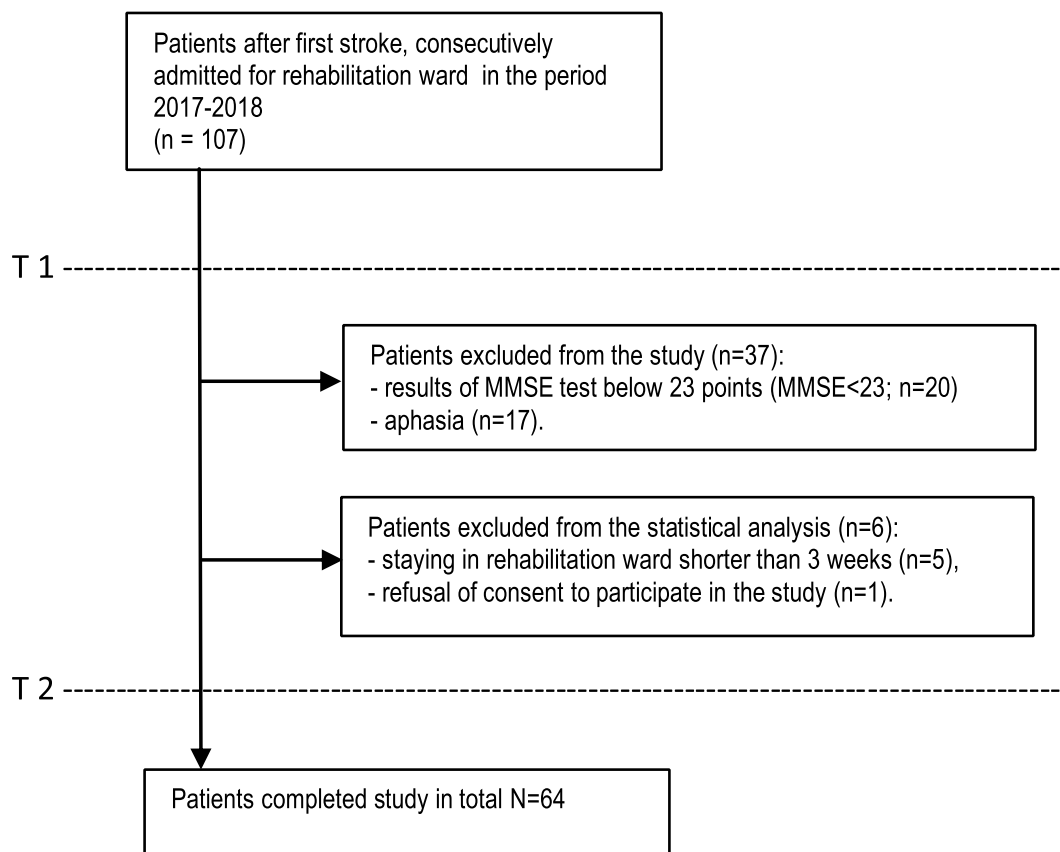 Patients after first stroke, consecutively
admitted for rehabilitation ward in the period
2017-2018
(n = 107)
T 1
Patients excluded from the study (n=37):
- results of MMSE test below 23 points (MMSE<23; n=20)
- aphasia (n=17).
Patients excluded from the statistical analysis (n=6):
- staying in rehabilitation ward shorter than 3 weeks (n=5),
- refusal of consent to participate in the study (n=1).
T 2
Patients completed study in total N=64